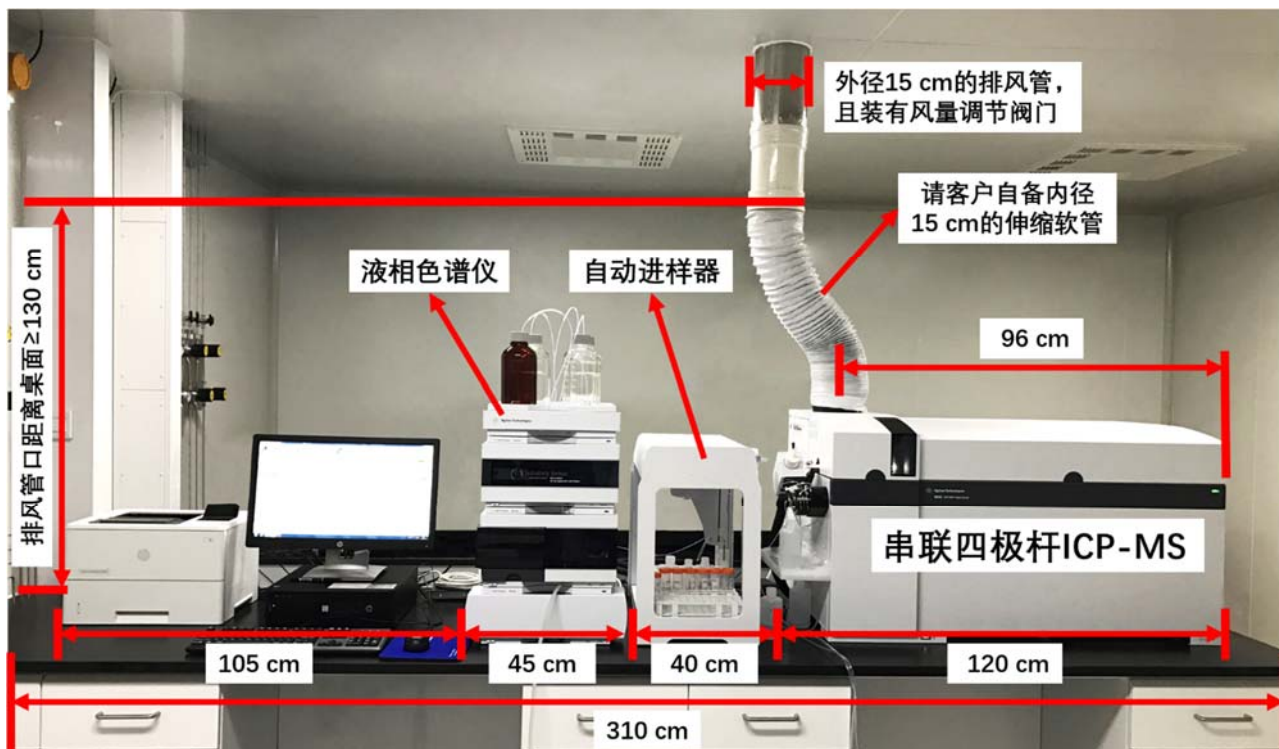 外径15 cm的排风管，
且装有风量调节阀门
请客户自备内径
15 cm的伸缩软管
液相色谱仪
自动进样器
96 cm
排风管口距离桌面≥130 cm
串联四极杆ICP-MS
Agilent Technologies
105 cm
45 cm
40 cm
120 cm
310 cm